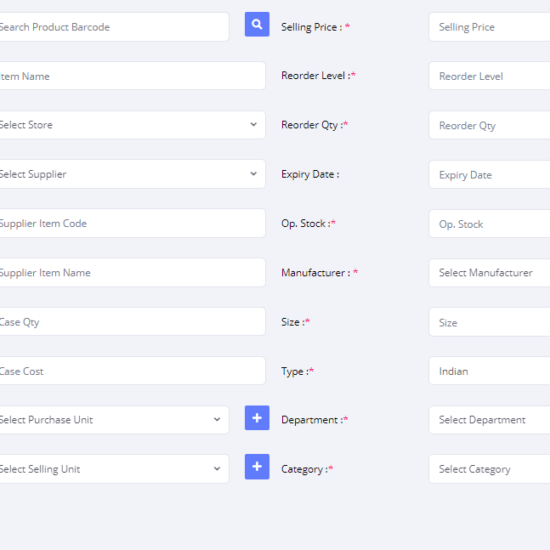 Search Product Barcode Selling Price : * Selling Price
Item Name Reorder Level :* Reorder Level
Select Store Reorder Qty :* Reorder Qty
Select Supplier Expiry Date : Expiry Date
Supplier Item Code Op. Stock :* Op. Stock
Supplier Item Name Manufacturer : * Select Manufacturer
Case Qty Size :* Size
Case Cost Type :* Indian
Select Purchase Unit + Department :* Select Department
Select Selling Unit + Category :* Select Category